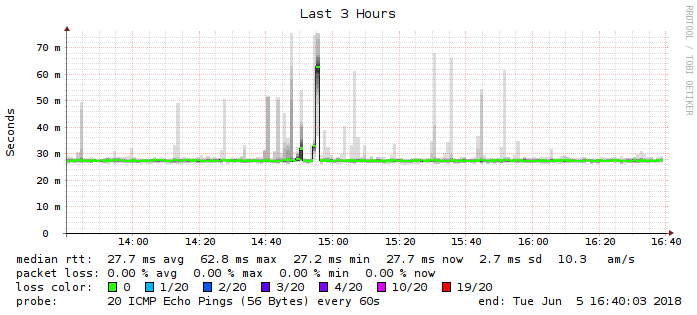 Last 3 Hours
RRDTOOL / TOBI OETIKER
Seconds
70 m
60 m
50 m
40 m
30 m
20 m
10 m
0
14:00 14:20 14:40 15:00 15:20 15:40 16:00 16:20 16:40
median rtt: 27.7 ms avg 62.8 ms max 27.2 ms min 27.7 ms now 2.7 ms sd 10.3 am/s
packet loss: 0.00 % avg 0.00 % max 0.00 % min 0.00 % now
loss color: 0 1/20 2/20 3/20 4/20 10/20 19/20
probe: 20 ICMP Echo Pings (56 Bytes) every 60s end: Tue Jun 5 16:40:03 2018